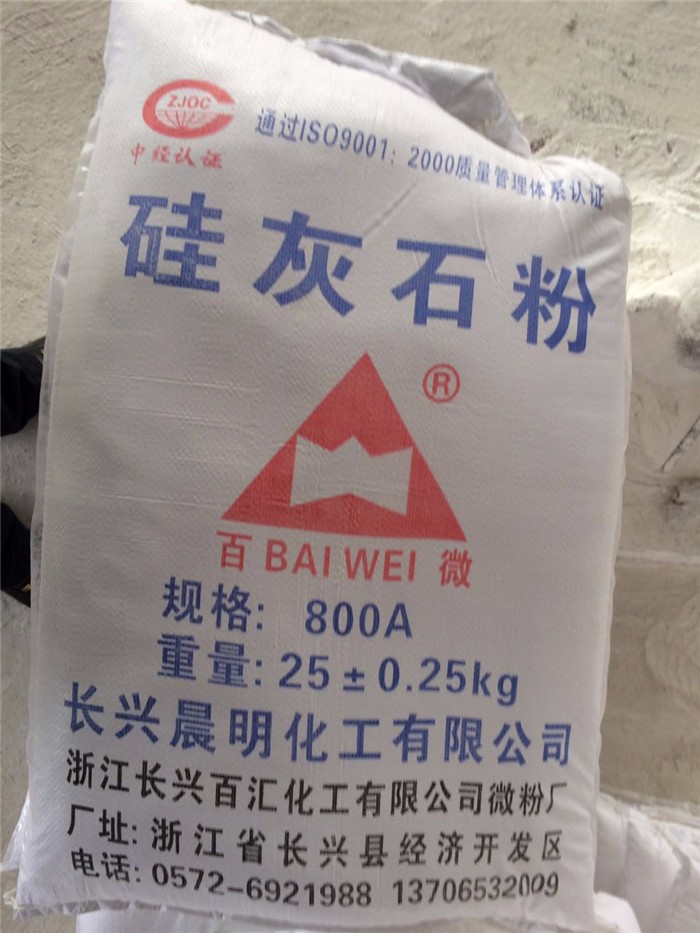 ZJQC
中经认证
通过ISO9001：2000质量管理体系认证
硅灰石粉
®
百 BAI WEI 微
规格: 800A
重量: 25±0.25kg
长兴晨明化工有限公司
浙江长兴百汇化工有限公司微粉厂
厂址: 浙江省长兴县经济开发区
电话: 0572-6921988 13706532009